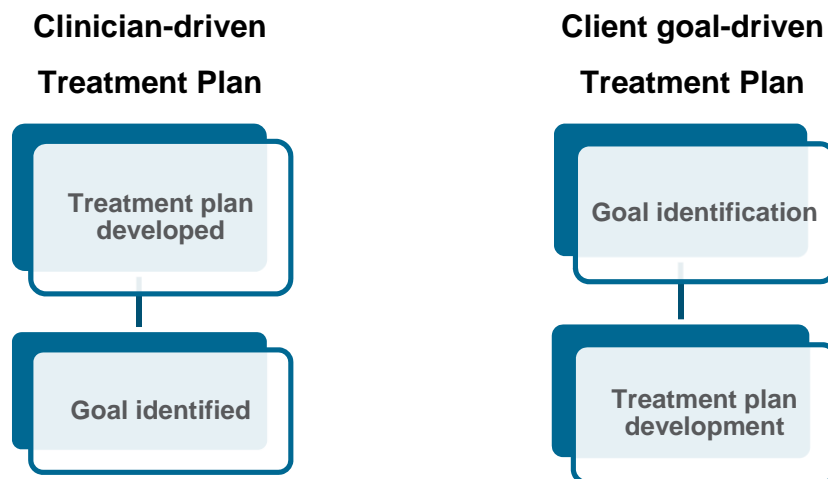 Clinician-driven
Treatment Plan
Treatment plan
developed
Goal identified
Client goal-driven
Treatment Plan
Goal identification
Treatment plan
development